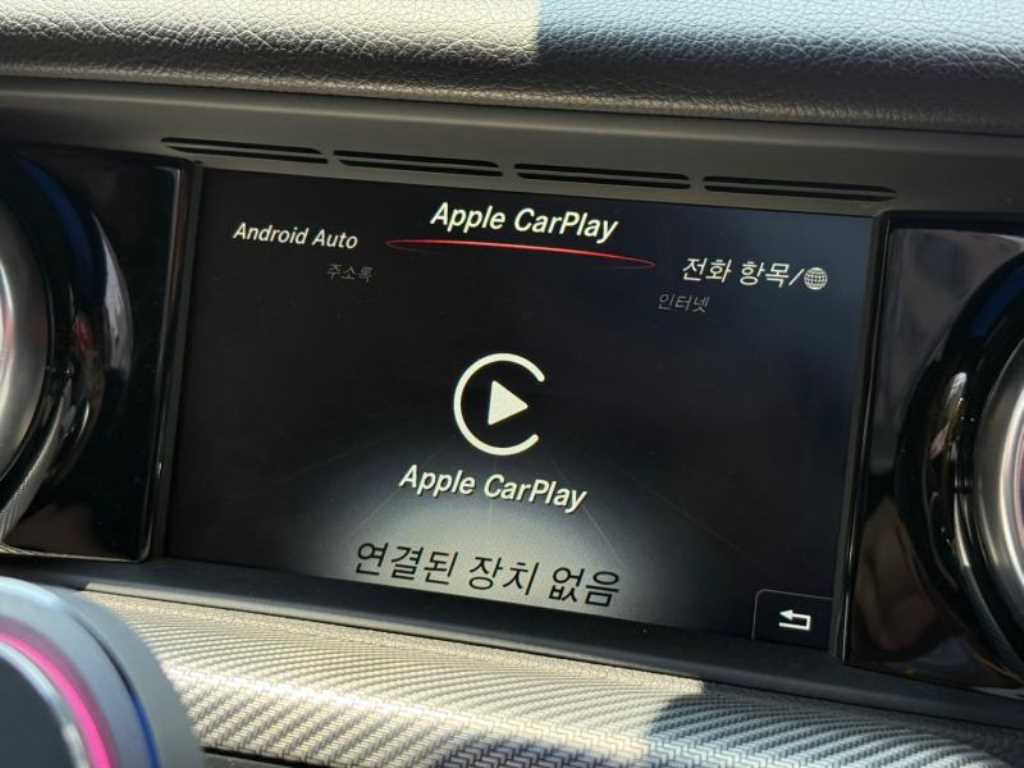 Apple CarPlay
Android Auto
전화 항목/
주소록
인터넷
Apple CarPlay
연결된 장치 없음